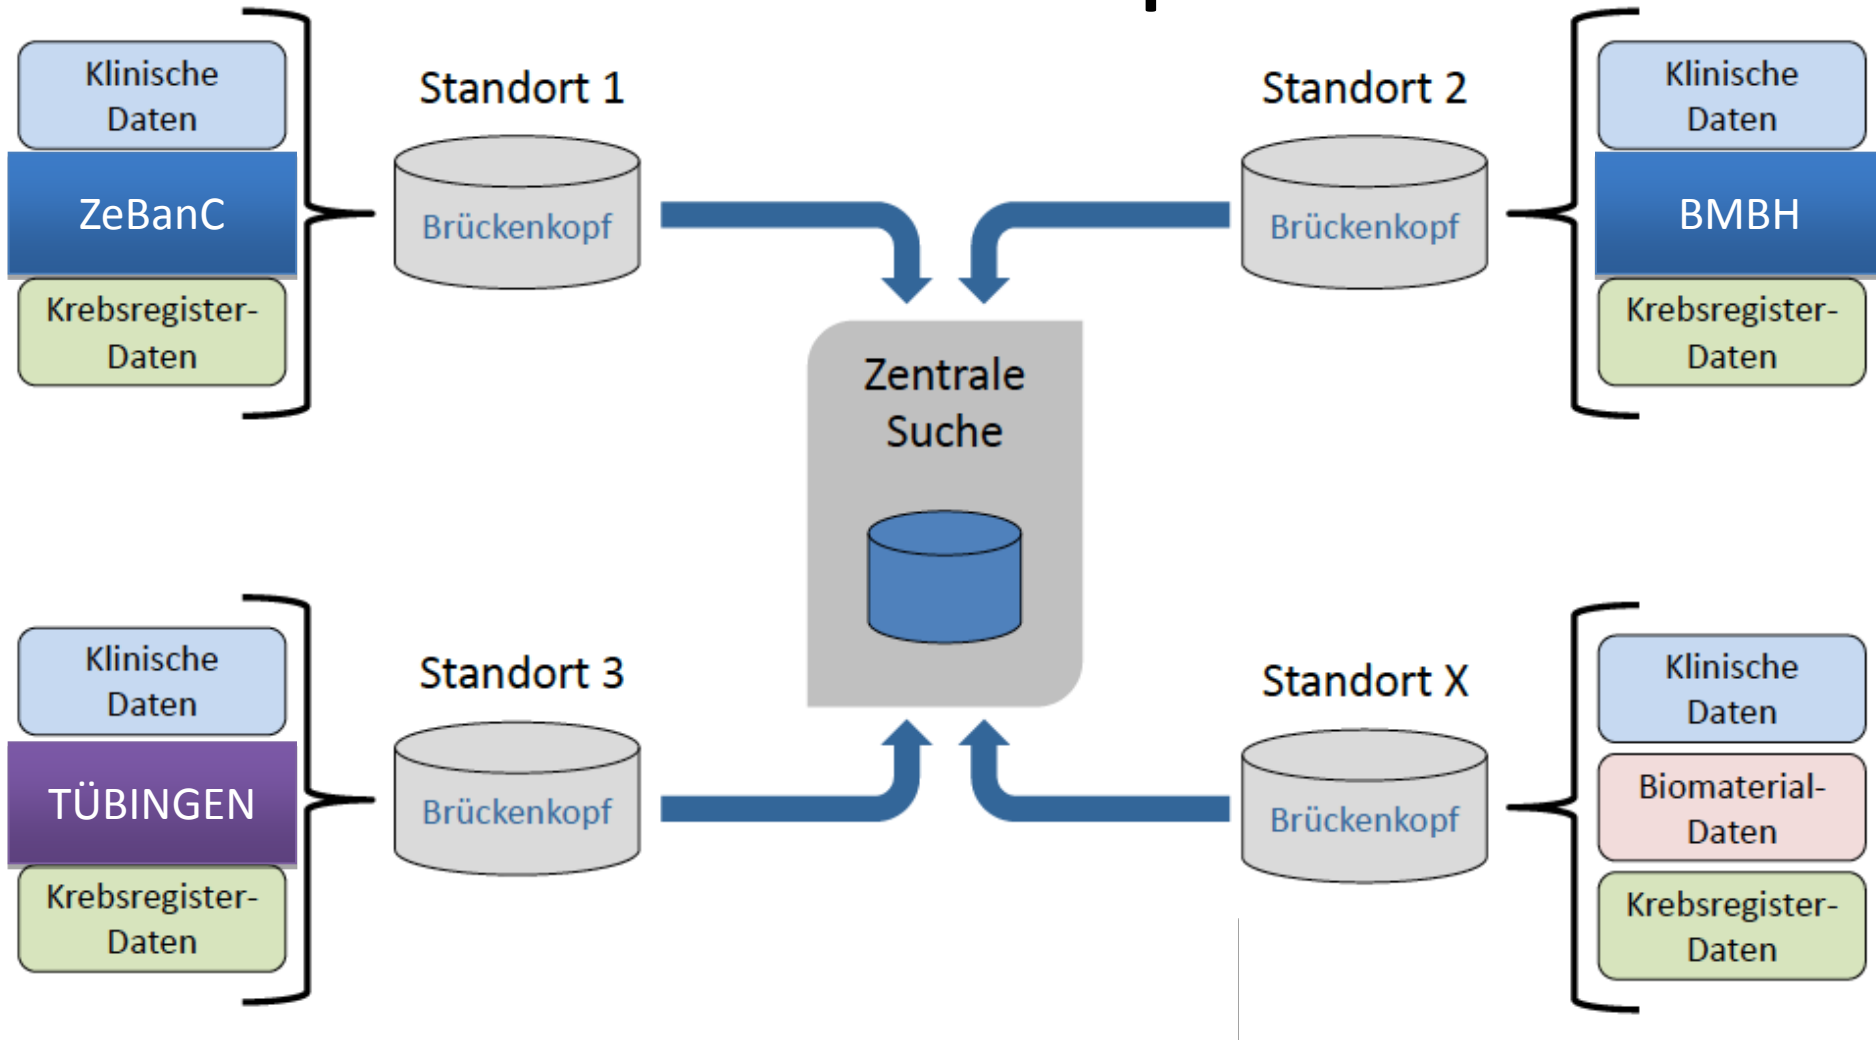 Klinische
Daten
ZeBanC
Krebsregister-
Daten
Standort 1
Brückenkopf
Standort 2
Brückenkopf
Klinische
Daten
BMBH
Krebsregister-
Daten
Zentrale
Suche
Klinische
Daten
TÜBINGEN
Krebsregister-
Daten
Standort 3
Brückenkopf
Standort X
Brückenkopf
Klinische
Daten
Biomaterial-
Daten
Krebsregister-
Daten